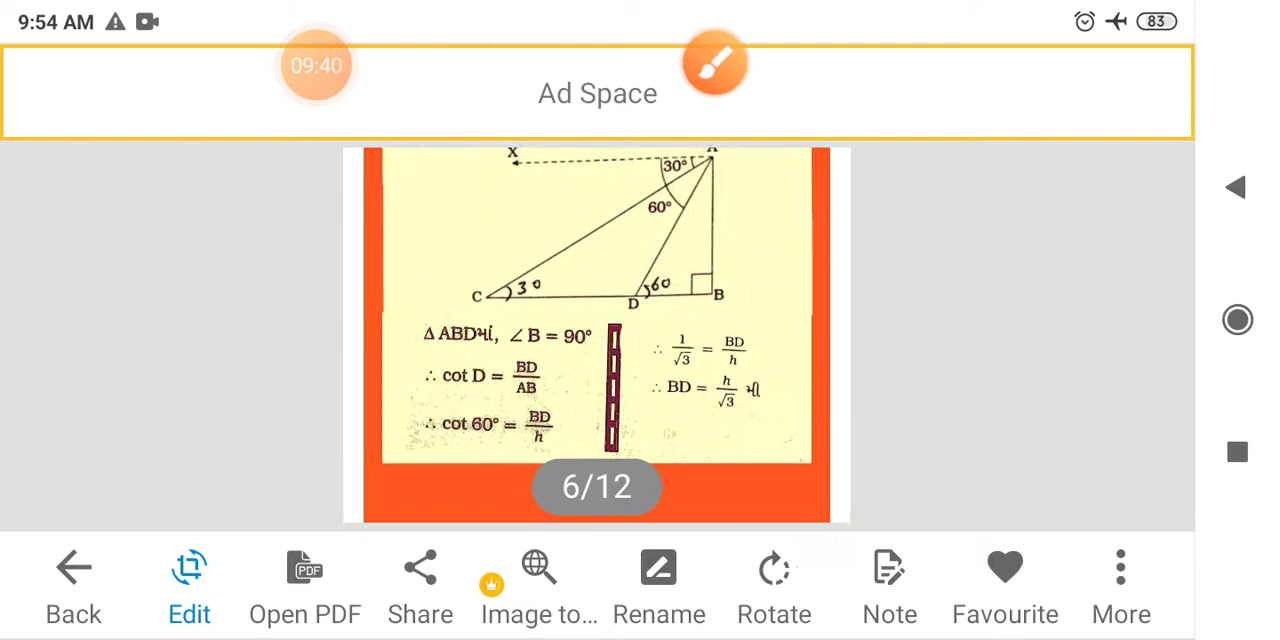 9:54 AM
83
09:40
Ad Space
X
30°
60°
C
30
D
60
B
Δ ABDમાં, ∠ B = 90°
∴ cot D = BD/AB
∴ cot 60° = BD/h
∴ 1/√3 = BD/h
∴ BD = h/√3 મી
6/12
Back
Edit
PDF
Open PDF
Share
Image to...
Rename
Rotate
Note
Favourite
More